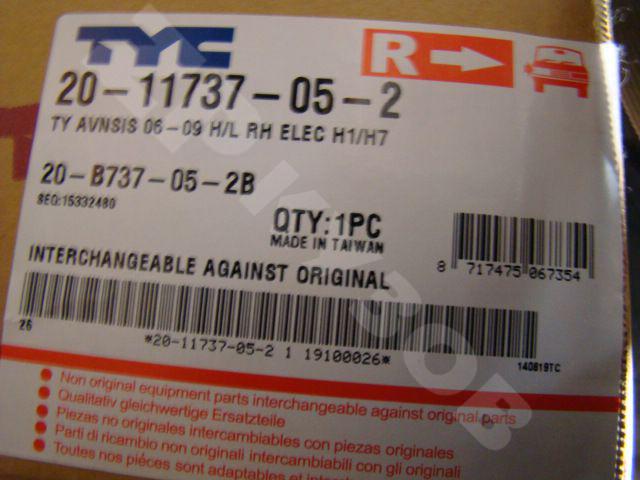 TYC
R
20-11737-05-2
TY AVNSIS 06-09 H/L RH ELEC H1/H7
20-B737-05-2B
SEQ:15332480
QTY:1PC
MADE IN TAIWAN
8 717475 067354
INTERCHANGEABLE AGAINST ORIGINAL
26
*20-11737-05-2 1 19100026*
140819TC
Non original equipment parts interchangeable against original parts
Qualitativ gleichwertige Ersatzteile
Piezas no originales intercambiables con piezas originales
Parti di ricambio non originali intercambiabili con gli originali
Toutes nos piéces sont adaptables et